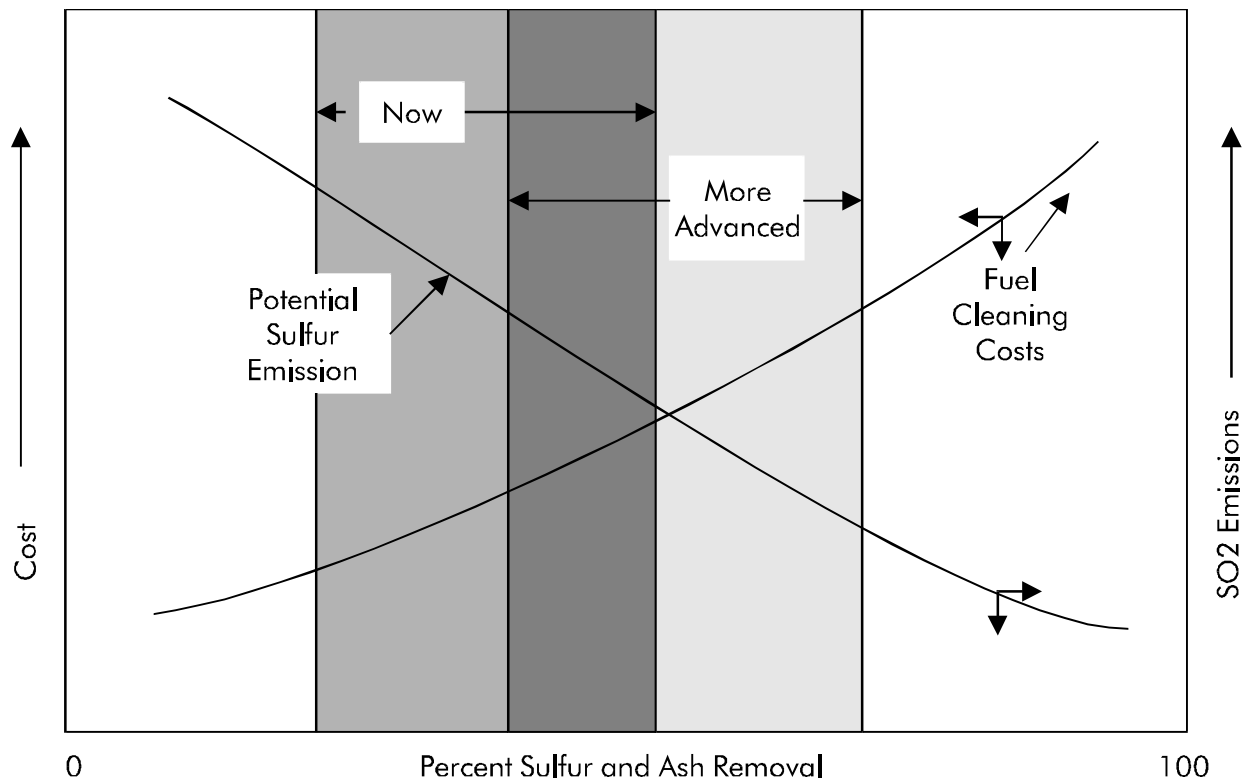 Now
More
Advanced
Potential
Sulfur
Emission
Fuel
Cleaning
Costs
Cost
SO2 Emissions
0
Percent Sulfur and Ash Removal
100